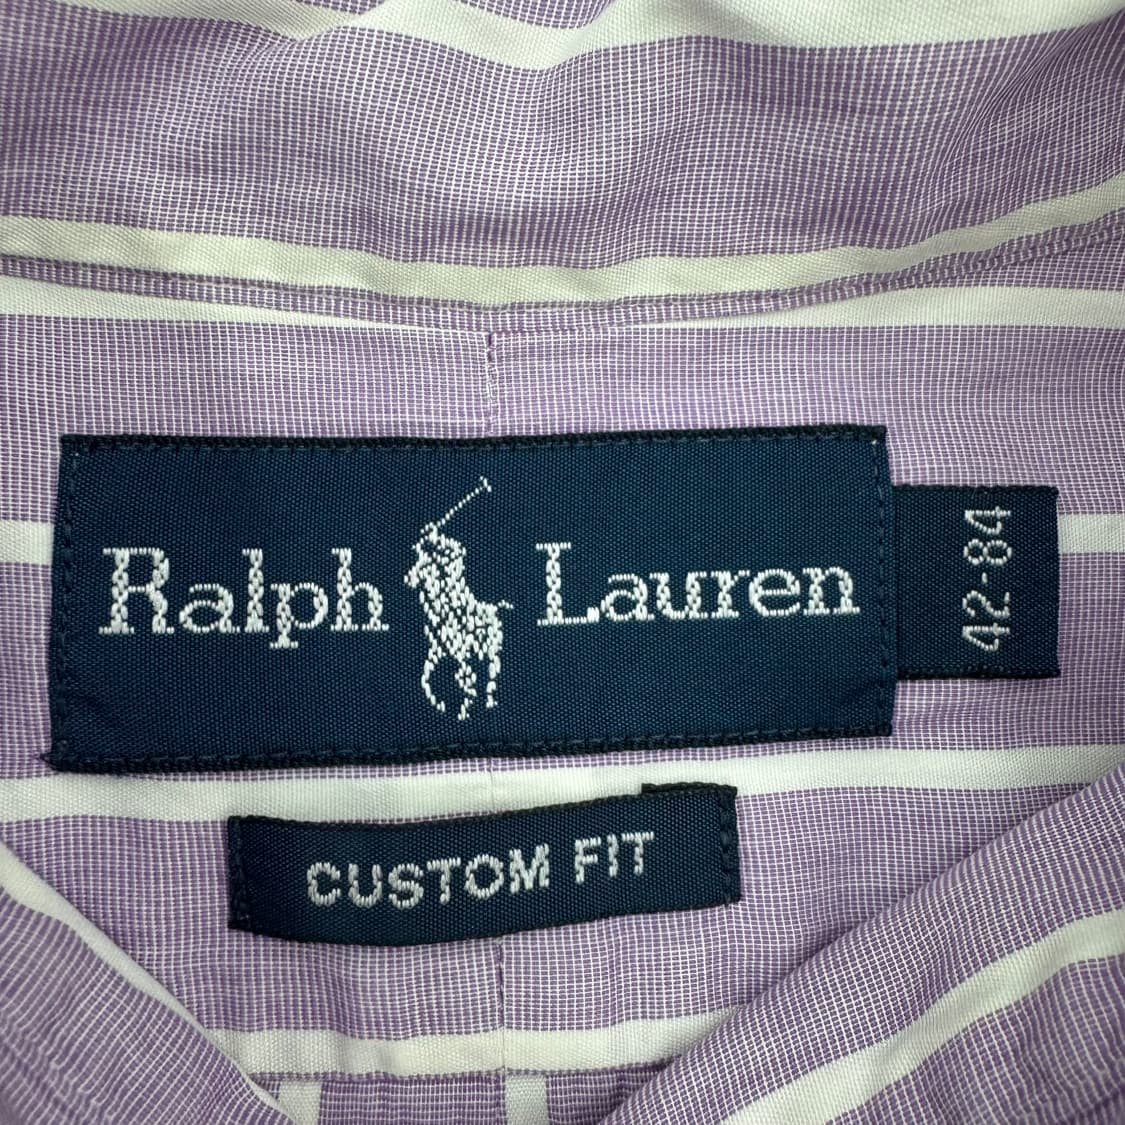 Ralph Lauren
42-84
CUSTOM FIT